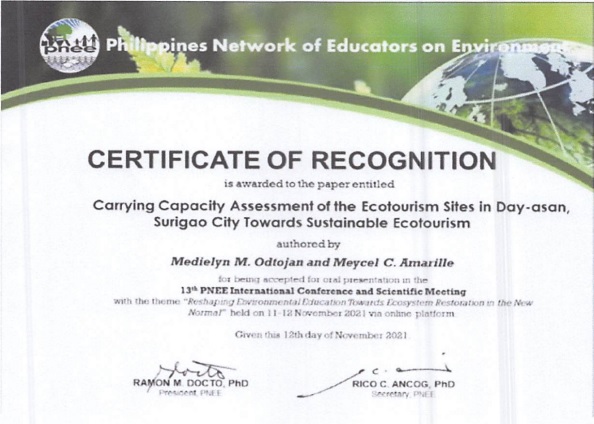 pnee
Philippines Network of Educators on Environment
CERTIFICATE OF RECOGNITION
is awarded to the paper entitled
Carrying Capacity Assessment of the Ecotourism Sites in Day-asan,
Surigao City Towards Sustainable Ecotourism
authored by
Medielyn M. Odtojan and Meycel C. Amarille
for being accepted for oral presentation in the
13th PNEE International Conference and Scientific Meeting
with the theme "Reshaping Environmental Education Towards Ecosystem Restoration in the New
Normal" held on 11-12 November 2021 via online platform.
Given this 12th day of November 2021.
RAMON M. DOCTO, PhD
President, PNEE
RICO C. ANCOG, PhD
Secretary, PNEE